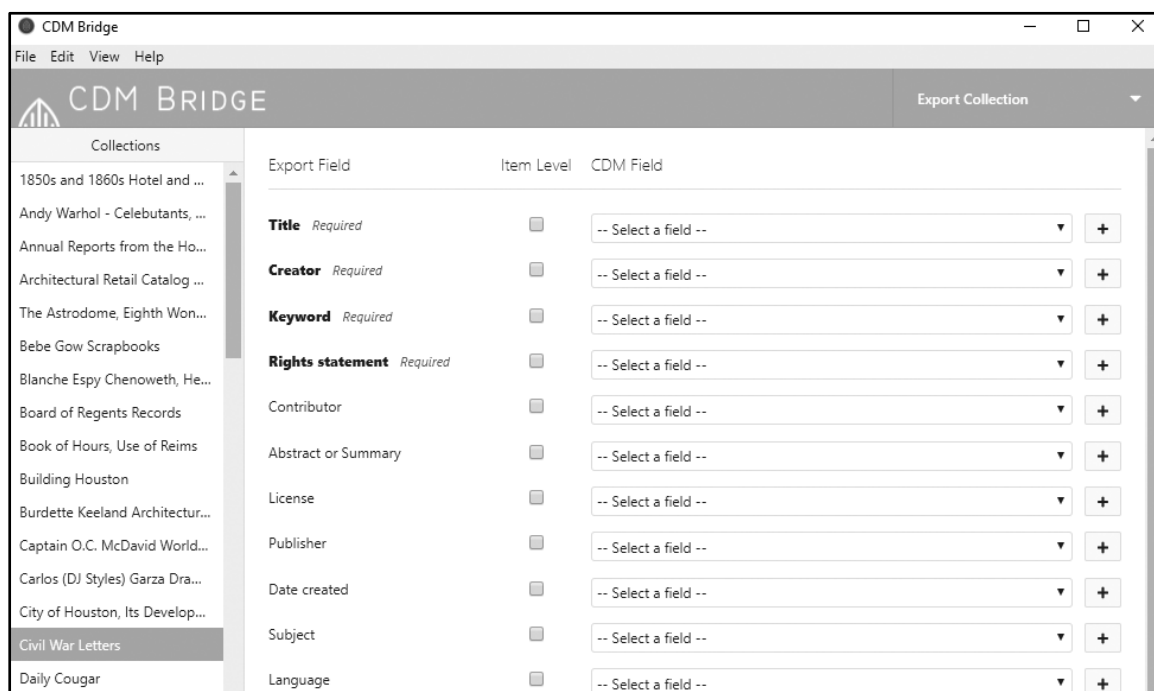 CDM Bridge
File Edit View Help
CDM BRIDGE
Export Collection
Collections
1850s and 1860s Hotel and ...
Andy Warhol - Celebutants, ...
Annual Reports from the Ho...
Architectural Retail Catalog ...
The Astrodome, Eighth Won...
Bebe Gow Scrapbooks
Blanche Espy Chenoweth, He...
Board of Regents Records
Book of Hours, Use of Reims
Building Houston
Burdette Keeland Architectur...
Captain O.C. McDavid World...
Carlos (DJ Styles) Garza Dra...
City of Houston, Its Develop...
Civil War Letters
Daily Cougar
Export Field Item Level CDM Field
Title Required -- Select a field -- +
Creator Required -- Select a field -- +
Keyword Required -- Select a field -- +
Rights statement Required -- Select a field -- +
Contributor -- Select a field -- +
Abstract or Summary -- Select a field -- +
License -- Select a field -- +
Publisher -- Select a field -- +
Date created -- Select a field -- +
Subject -- Select a field -- +
Language -- Select a field -- +